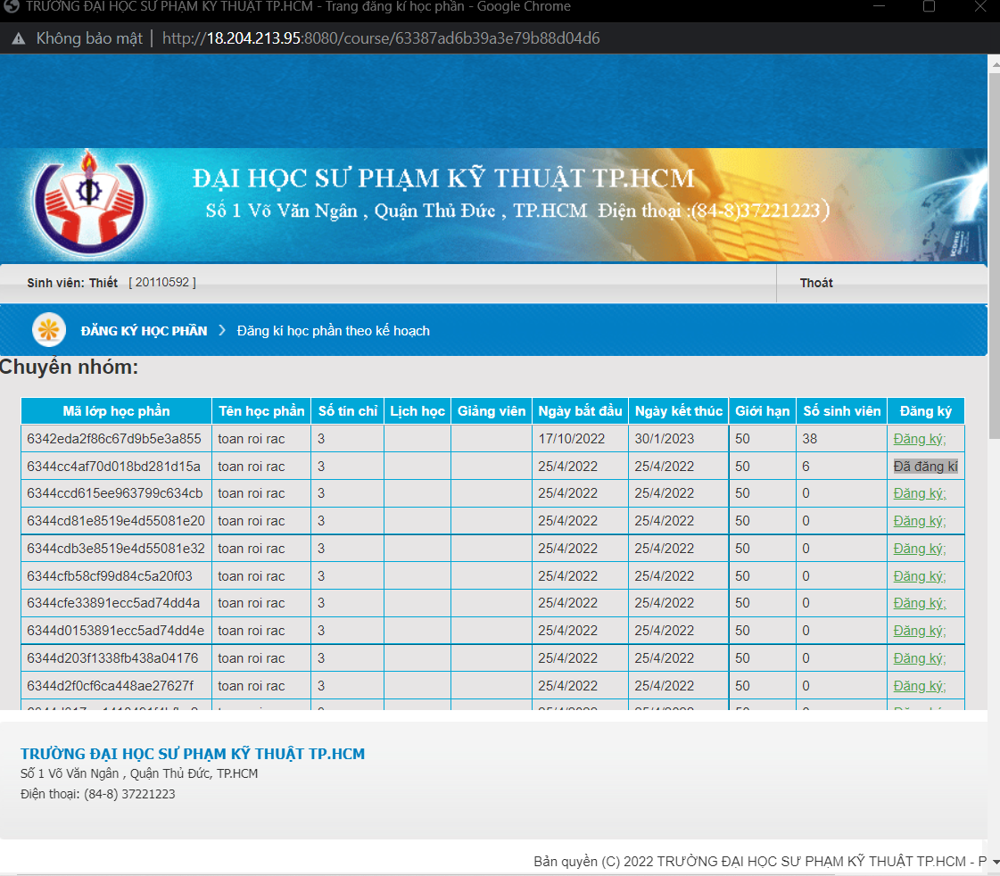 TRƯỜNG ĐẠI HỌC SƯ PHẠM KỸ THUẬT TP.HCM - Trang đăng kí học phần - Google Chrome
Không bảo mật | http://18.204.213.95:8080/course/63387ad6b39a3e79b88d04d6
ĐẠI HỌC SƯ PHẠM KỸ THUẬT TP.HCM
Số 1 Võ Văn Ngân , Quận Thủ Đức , TP.HCM Điện thoại :(84-8)37221223)
Sinh viên: Thiết [ 20110592 ] Thoát
ĐĂNG KÝ HỌC PHẦN Đăng kí học phần theo kế hoạch
Chuyển nhóm:
Mã lớp học phần Tên học phần Số tín chỉ Lịch học Giảng viên Ngày bắt đầu Ngày kết thúc Giới hạn Số sinh viên Đăng ký
6342eda2f86c67d9b5e3a855 toan roi rac 3 17/10/2022 30/1/2023 50 38 Đăng ký;
6344cc4af70d018bd281d15a toan roi rac 3 25/4/2022 25/4/2022 50 6 Đã đăng kí
6344ccd615ee963799c634cb toan roi rac 3 25/4/2022 25/4/2022 50 0 Đăng ký;
6344cd81e8519e4d55081e20 toan roi rac 3 25/4/2022 25/4/2022 50 0 Đăng ký;
6344cdb3e8519e4d55081e32 toan roi rac 3 25/4/2022 25/4/2022 50 0 Đăng ký;
6344cfb58cf99d84c5a20f03 toan roi rac 3 25/4/2022 25/4/2022 50 0 Đăng ký;
6344cfe33891ecc5ad74dd4a toan roi rac 3 25/4/2022 25/4/2022 50 0 Đăng ký;
6344d0153891ecc5ad74dd4e toan roi rac 3 25/4/2022 25/4/2022 50 0 Đăng ký;
6344d203f1338fb438a04176 toan roi rac 3 25/4/2022 25/4/2022 50 0 Đăng ký;
6344d2f0cf6ca448ae27627f toan roi rac 3 25/4/2022 25/4/2022 50 0 Đăng ký;
TRƯỜNG ĐẠI HỌC SƯ PHẠM KỸ THUẬT TP.HCM
Số 1 Võ Văn Ngân , Quận Thủ Đức, TP.HCM
Điện thoại: (84-8) 37221223
Bản quyền (C) 2022 TRƯỜNG ĐẠI HỌC SƯ PHẠM KỸ THUẬT TP.HCM - P